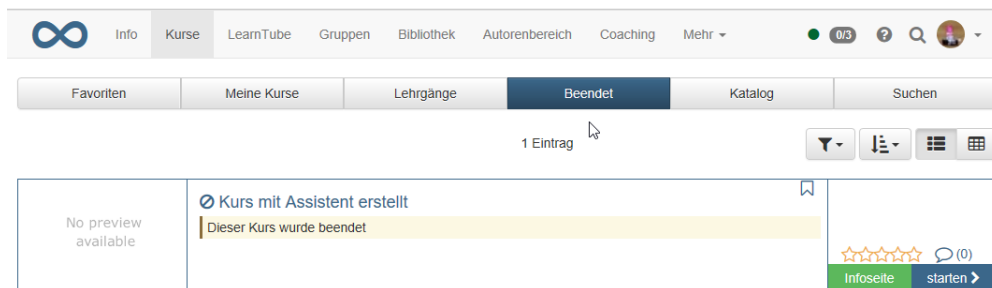 Info Kurse LearnTube Gruppen Bibliothek Autorenbereich Coaching Mehr 0/3
Favoriten Meine Kurse Lehrgänge Beendet Katalog Suchen
1 Eintrag
No preview
available
Kurs mit Assistent erstellt
Dieser Kurs wurde beendet
(0)
Infoseite starten